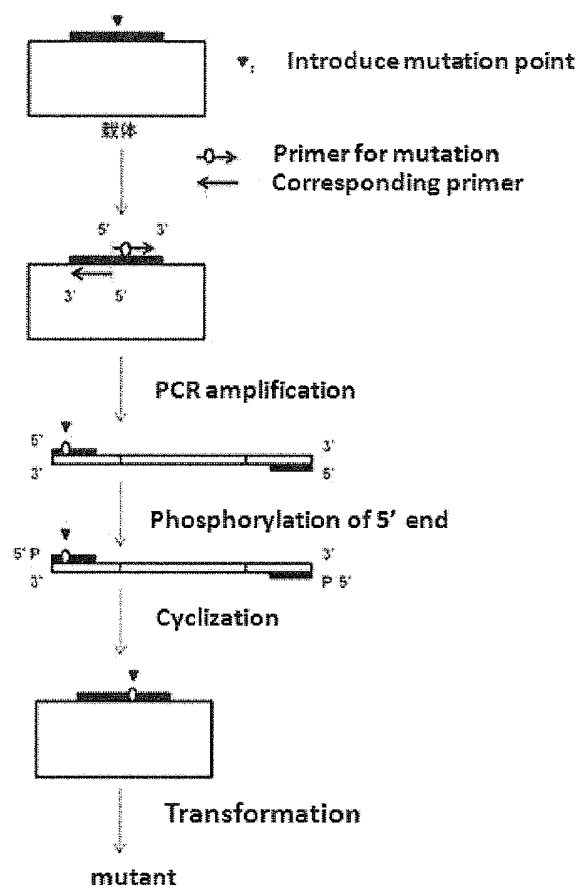 ▼: Introduce mutation point
载体
Primer for mutation
Corresponding primer
5' 3'
3' 5'
PCR amplification
5' 3'
3' 5'
Phosphorylation of 5' end
5' P 3'
3' P 5'
Cyclization
Transformation
mutant